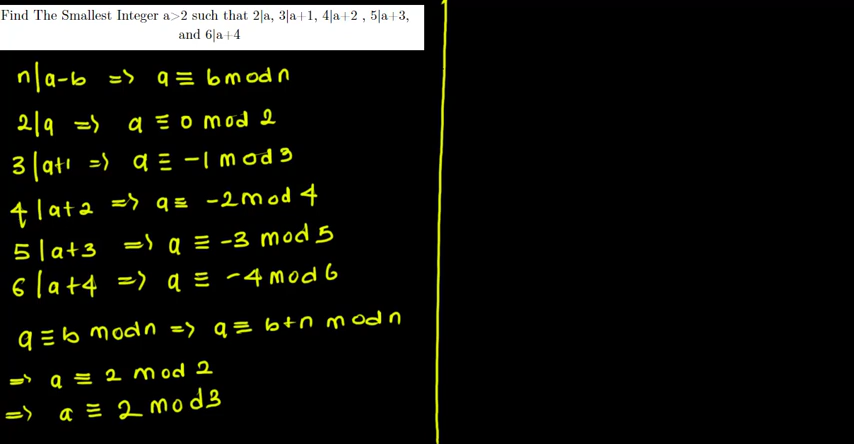 Find The Smallest Integer a>2 such that 2|a, 3|a+1, 4|a+2 , 5|a+3,
and 6|a+4
n|a-b => a ≡ b mod n
2|a => a ≡ 0 mod 2
3|a+1 => a ≡ -1 mod 3
4|a+2 => a ≡ -2 mod 4
5|a+3 => a ≡ -3 mod 5
6|a+4 => a ≡ -4 mod 6
a ≡ b mod n => a ≡ b+n mod n
=> a ≡ 2 mod 2
=> a ≡ 2 mod 3